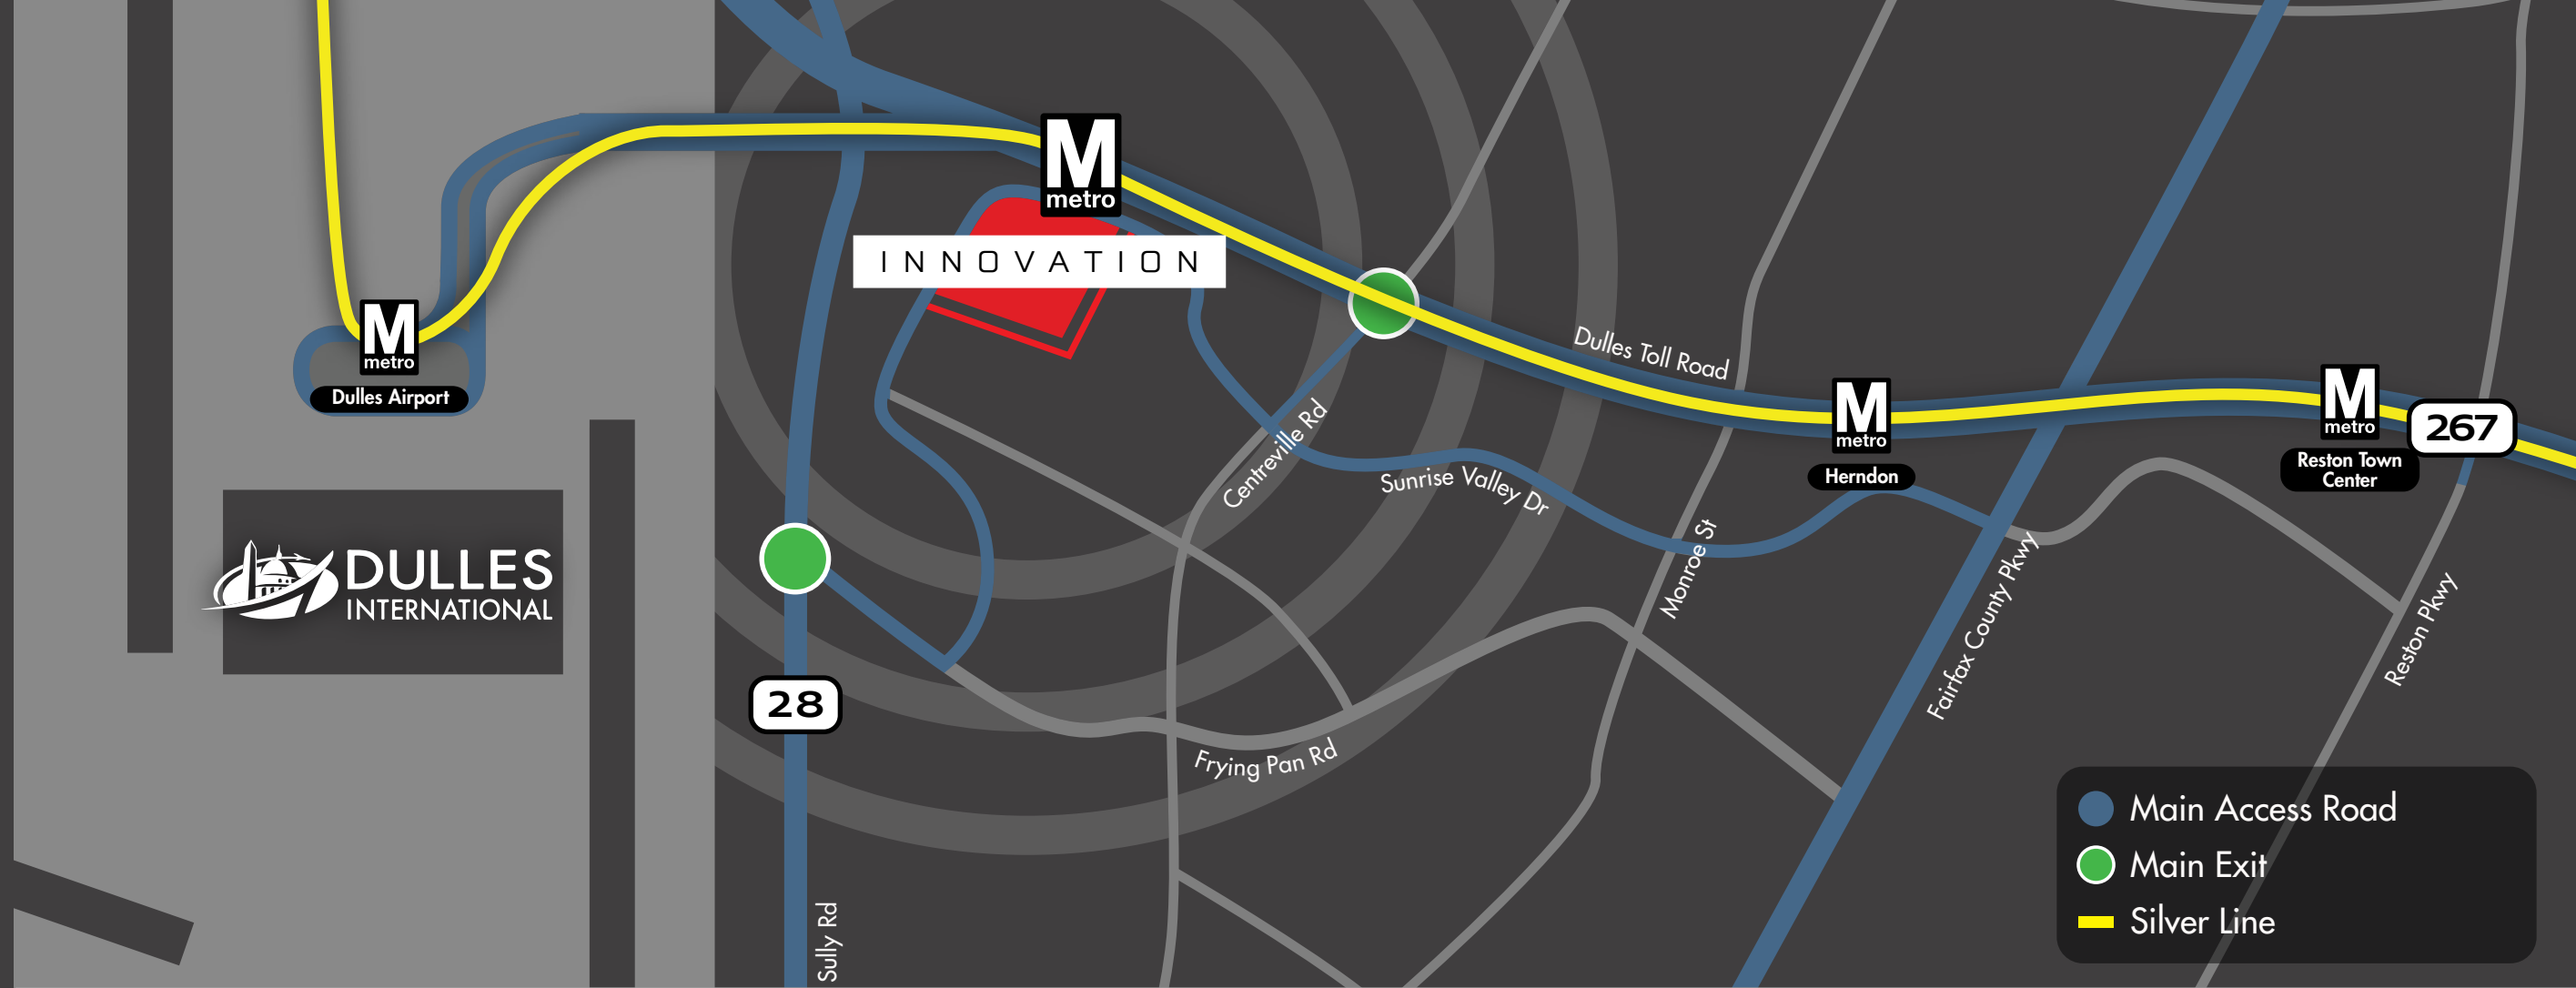 M
metro
INNOVATION
M
metro
Dulles Airport
Dulles Toll Road
M
metro
Herndon
M
metro
Reston Town
Center
267
Centreville Rd
Sunrise Valley Dr
Monroe St
DULLES
INTERNATIONAL
Fairfax County Pkwy
Reston Pkwy
28
Frying Pan Rd
Sully Rd
Main Access Road
Main Exit
Silver Line